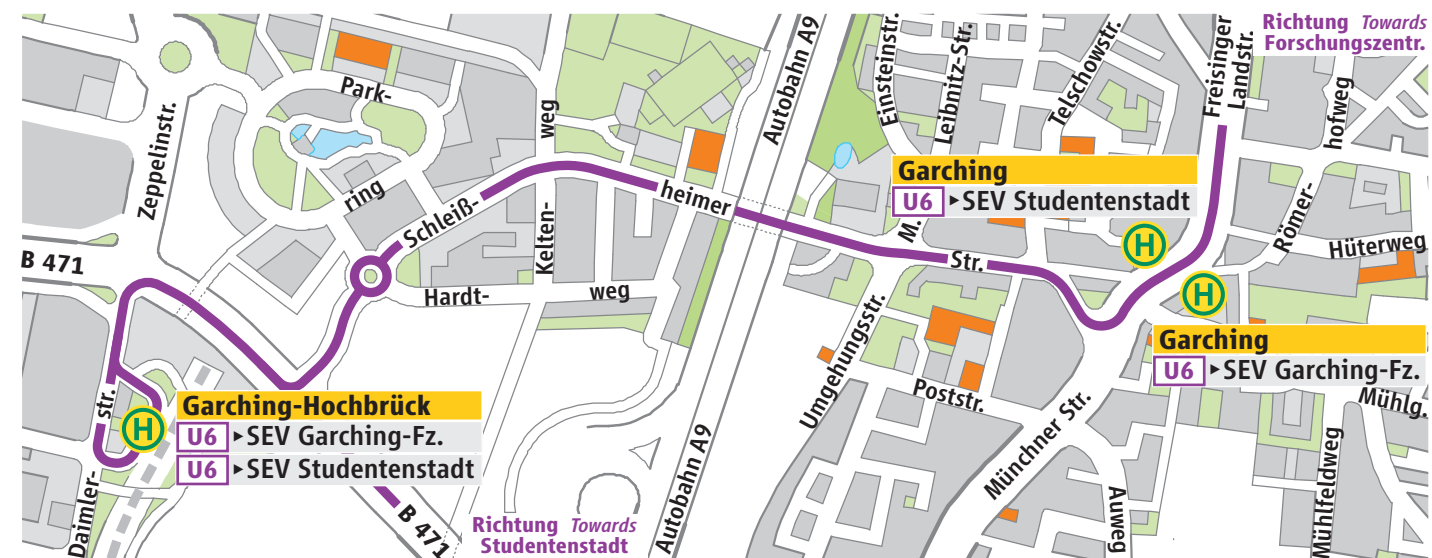 Richtung Towards
Forschungszentr.
Autobahn A9
Einsteinstr.
Leibnitz-Str.
Telschowstr.
Freisinger
Landstr.
hofweg
Park-
weg
Zeppelinstr.
ring
Schleiß-
heimer
Kelten-
Garching
U6 ▸SEV Studentenstadt
M.
H
Römer-
Hüterweg
B 471
Str.
Hardt-
weg
H
Umgehungsstr.
Garching
U6 ▸SEV Garching-Fz.
Mühlg.
Poststr.
str.
H
Garching-Hochbrück
U6 ▸SEV Garching-Fz.
U6 ▸SEV Studentenstadt
Münchner Str.
Autobahn A9
Auweg
Mühlfeldweg
Daimler-
B 471
Richtung Towards
Studentenstadt